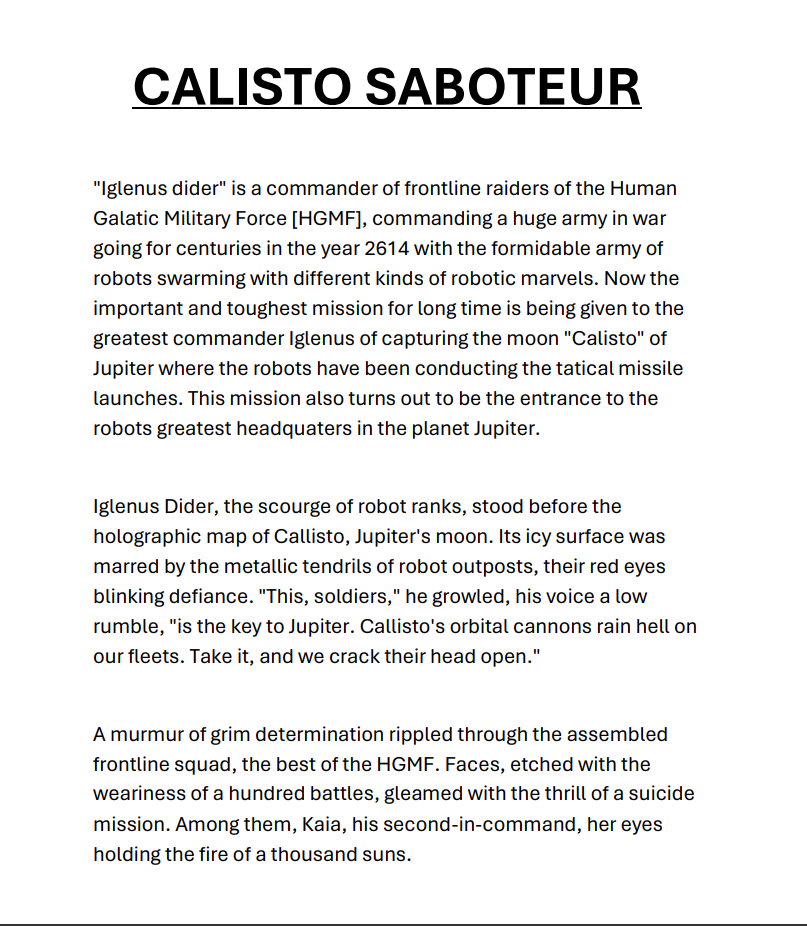 CALISTO SABOTEUR
"Iglenus dider" is a commander of frontline raiders of the Human
Galatic Military Force [HGMF], commanding a huge army in war
going for centuries in the year 2614 with the formidable army of
robots swarming with different kinds of robotic marvels. Now the
important and toughest mission for long time is being given to the
greatest commander Iglenus of capturing the moon "Calisto" of
Jupiter where the robots have been conducting the tatical missile
launches. This mission also turns out to be the entrance to the
robots greatest headquaters in the planet Jupiter.
Iglenus Dider, the scourge of robot ranks, stood before the
holographic map of Callisto, Jupiter's moon. Its icy surface was
marred by the metallic tendrils of robot outposts, their red eyes
blinking defiance. "This, soldiers," he growled, his voice a low
rumble, "is the key to Jupiter. Callisto's orbital cannons rain hell on
our fleets. Take it, and we crack their head open."
A murmur of grim determination rippled through the assembled
frontline squad, the best of the HGMF. Faces, etched with the
weariness of a hundred battles, gleamed with the thrill of a suicide
mission. Among them, Kaia, his second-in-command, her eyes
holding the fire of a thousand suns.